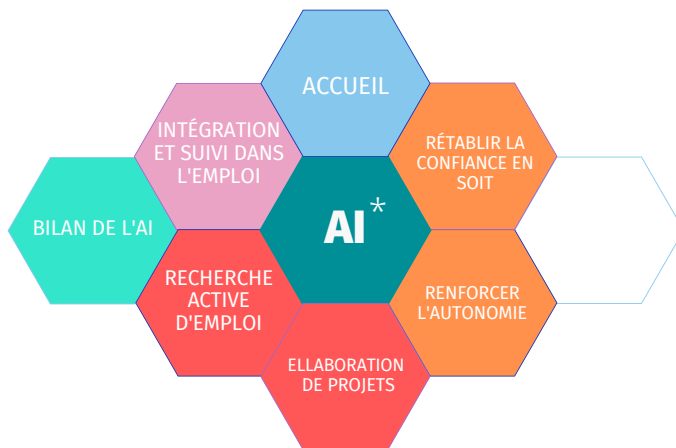 ACCUEIL
INTÉGRATION
ET SUIVI DANS
L'EMPLOI
RÉTABLIR LA
CONFIANCE EN
SOIT
BILAN DE L'AI
AI*
RECHERCHE
ACTIVE
D'EMPLOI
RENFORCER
L'AUTONOMIE
ELLABORATION
DE PROJETS